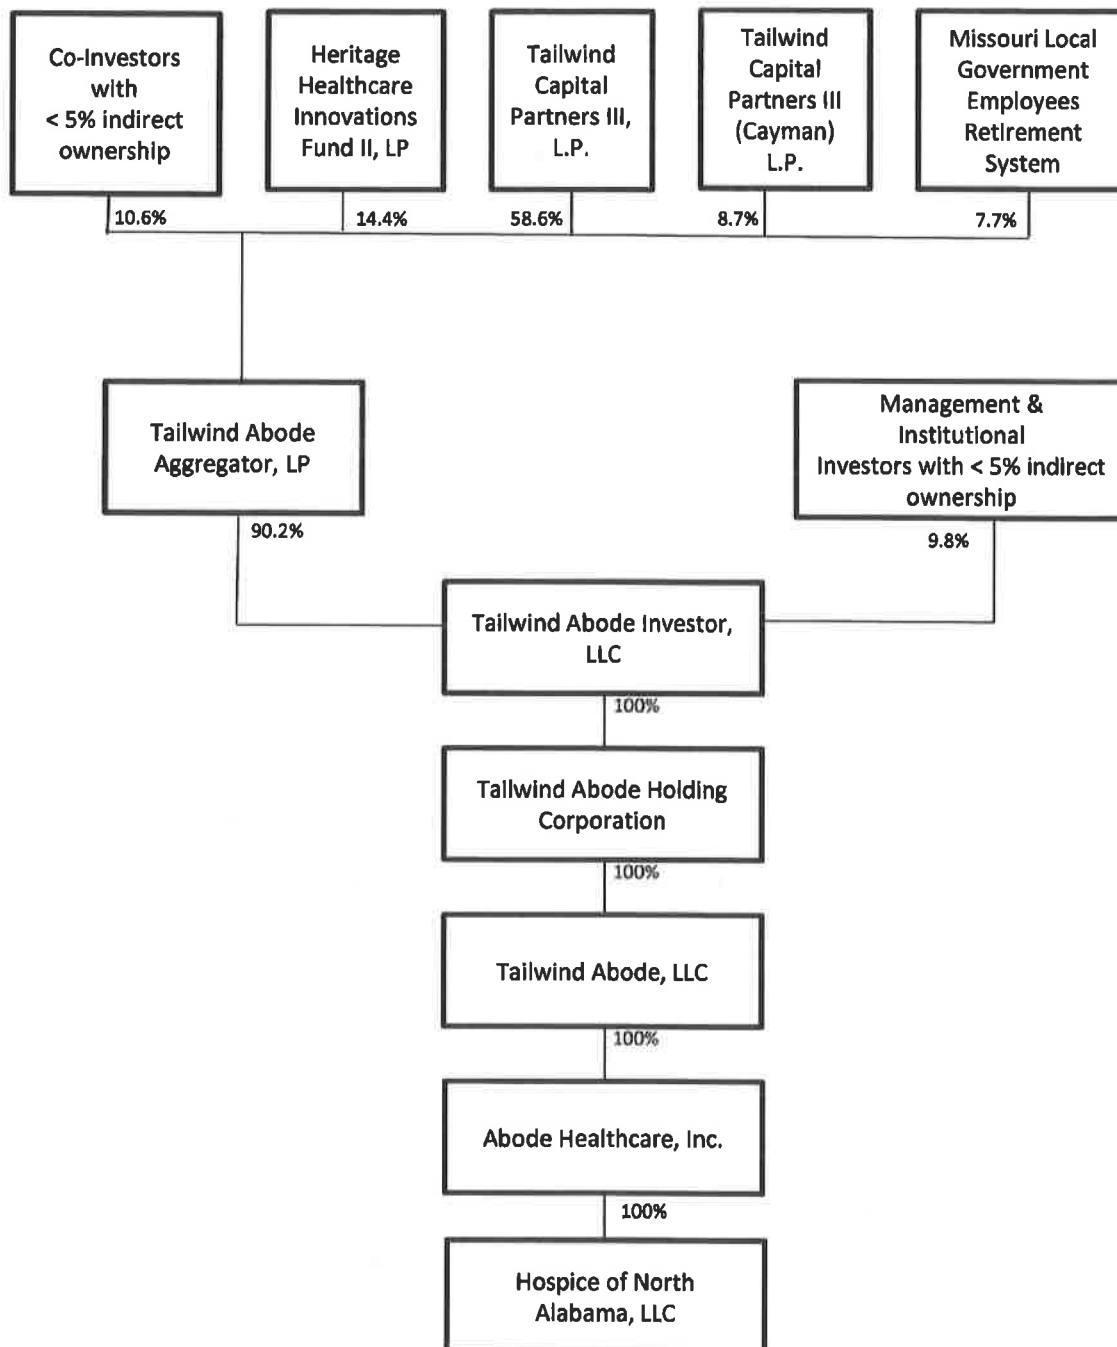 Co-Investors
with
< 5% indirect
ownership
Heritage
Healthcare
Innovations
Fund II, LP
Tailwind
Capital
Partners III,
L.P.
Tailwind
Capital
Partners III
(Cayman)
L.P.
Missouri Local
Government
Employees
Retirement
System
10.6%
14.4%
58.6%
8.7%
7.7%
Tailwind Abode
Aggregator, LP
Management &
Institutional
Investors with < 5% indirect
ownership
90.2%
9.8%
Tailwind Abode Investor,
LLC
100%
Tailwind Abode Holding
Corporation
100%
Tailwind Abode, LLC
100%
Abode Healthcare, Inc.
100%
Hospice of North
Alabama, LLC